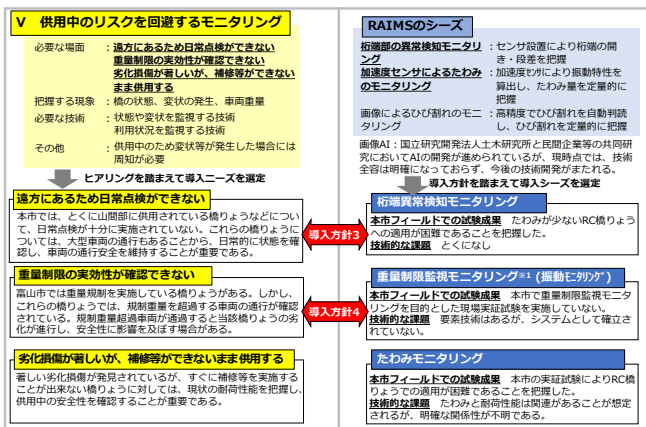 V 供用中のリスクを回避するモニタリング
必要な場面 ：遠方にあるため日常点検ができない
重量制限の実効性が確認できない
劣化損傷が著しいが、補修等ができない
まま供用する
把握する現象 ：橋の状態、変状の発生、車両重量
必要な技術 ：状態や変状を監視する技術
利用状況を監視する技術
その他 ：供用中のため変状等が発生した場合には
周知が必要
ヒアリングを踏まえて導入ニーズを選定
遠方にあるため日常点検ができない
本市では、とくに山間部に供用されている橋りょうなどについ
て、日常点検が十分に実施されていない。これらの橋りょうに
ついては、大型車両の通行もあることから、日常的に状態を確
認し、車両の通行安全を維持することが重要である。
重量制限の実効性が確認できない
富山市では重量規制を実施している橋りょうがある。しかし、
これらの橋りょうでは、規制重量を超過する車両の通行が確認
されている。規制重量超過車両が通過すると当該橋りょうの劣
化が進行し、安全性に影響を及ぼす場合がある。
劣化損傷が著しいが、補修等ができないまま供用する
著しい劣化損傷が発見されているが、すぐに補修等を実施する
ことが出来ない橋りょうに対しては、現状の耐荷性能を把握し、
供用中の安全性を確認することが重要である。
導入方針3
導入方針4
RAIMSのシーズ
桁端部の異常検知モニタリ ：センサ設置により桁端の開
ング き・段差を把握
加速度センサによるたわみ ：加速度ｾﾝｻにより振動特性を
のモニタリング 算出し、たわみ量を定量的に
把握
画像によるひび割れのモニ ：高精度でひび割れを自動判読
タリング し、ひび割れを定量的に把握
画像AI：国立研究開発法人土木研究所と民間企業等の共同研
究においてAIの開発が進められているが、現時点では、技術
全容は明確になっておらず、今後の技術開発がまたれる。
導入方針を踏まえて導入シーズを選定
桁端異常検知モニタリング
本市フィールドでの試験成果 たわみが少ないRC橋りょう
への適用が困難であることを把握した。
技術的な課題 とくになし
重量制限監視モニタリング※1 (振動ﾓﾆﾀﾘﾝｸﾞ)
本市フィールドでの試験成果 本市で重量制限監視モニタ
リングを目的とした現場実証試験を実施していない。
技術的な課題 要素技術はあるが、システムとして確立さ
れていない。
たわみモニタリング
本市フィールドでの試験成果 本市の実証試験によりRC橋
りょうでの適用が困難であることを把握した。
技術的な課題 たわみと耐荷性能は関連があることが想定
されるが、明確な関係性が不明である。